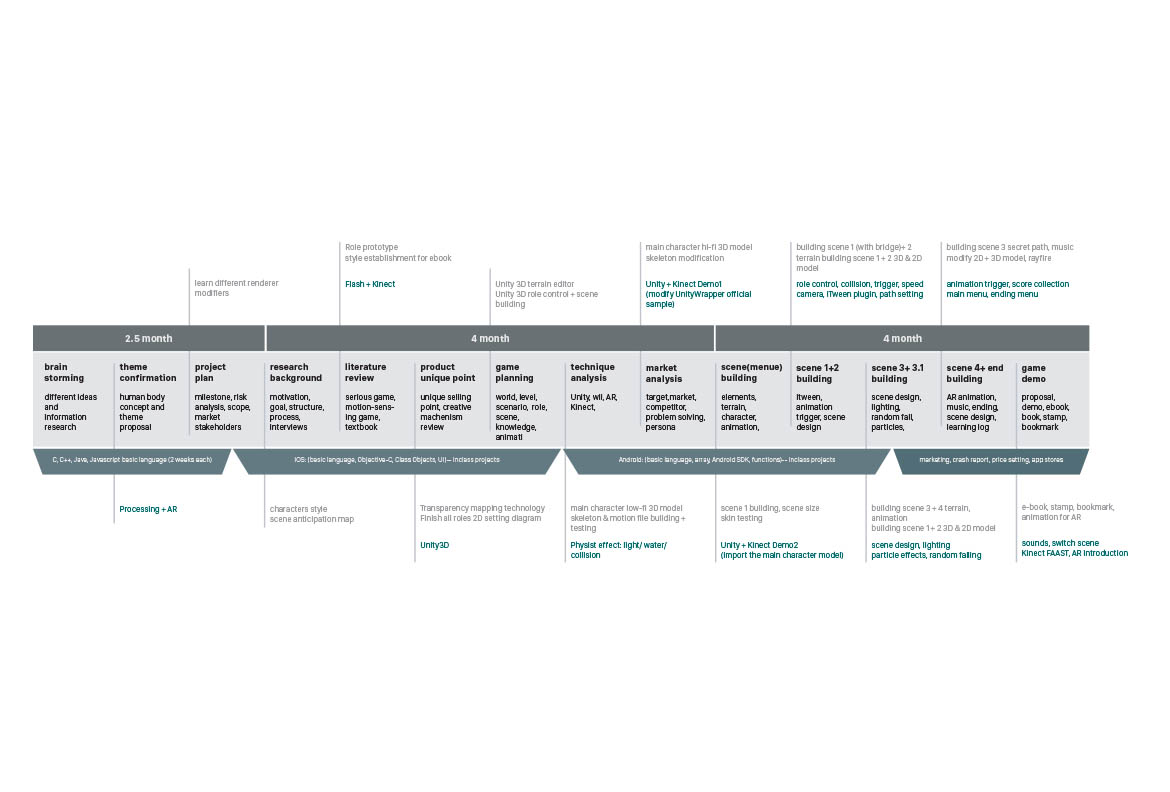 Role prototype
style establishment for ebook
Flash + Kinect
main character hi-fi 3D model
skeleton modification
Unity + Kinect Demo1
(modify UnityWrapper official
sample)
building scene 1 (with bridge)+ 2
terrain building scene 1+ 2 3D & 2D
model
role control, collision, trigger, speed
camera, iTween plugin, path setting
building scene 3 secret path, music
modify 2D + 3D model, rayfire
animation trigger, score collection
main menu, ending menu
learn different renderer
modifiers
Unity 3D terrain editor
Unity 3D role control + scene
building
2.5 month
4 month
4 month
brain
storming
different ideas
and
information
research
theme
confirmation
human body
concept and
theme
proposal
project
plan
milestone, risk
analysis, scope,
market
stakeholders
research
background
motivation,
goal, structure,
process,
interviews
literature
review
serious game,
motion-sens-
ing game,
textbook
product
unique point
unique selling
point, creative
machenism
review
game
planning
world, level,
scenario, role,
scene,
knowledge,
animati
technique
analysis
Unity, wii, AR,
Kinect,
market
analysis
target,market,
competitor,
problem solving,
persona
scene(menue)
building
elements,
terrain,
character,
animation,
scene 1+2
building
itween,
animation
trigger, scene
design
scene 3+ 3.1
building
scene design,
lighting,
random fall,
particles,
scene 4+ end
building
AR animation,
music, ending,
scene design,
learning log
game
demo
proposal,
demo, ebook,
book, stamp,
bookmark
C, C++, Java, Javascript basic language (2 weeks each)
iOS: (basic language, Objective-C, Class Objects, UI)-- inclass projects
Android: (basic language, array, Android SDK, functions)-- inclass projects
marketing, crash report, price setting, app stores
Processing + AR
characters style
scene anticipation map
Transparency mapping technology
Finish all roles 2D setting diagram
Unity3D
main character low-fi 3D model
skeleton & motion file building +
testing
Physist effect: light/ water/
collision
scene 1 building, scene size
skin testing
Unity + Kinect Demo2
(import the main character model)
building scene 3 + 4 terrain,
animation
building scene 1+ 2 3D & 2D model
scene design, lighting
particle effects, random falling
e-book, stamp, bookmark,
animation for AR
sounds, switch scene
Kinect FAAST, AR introduction